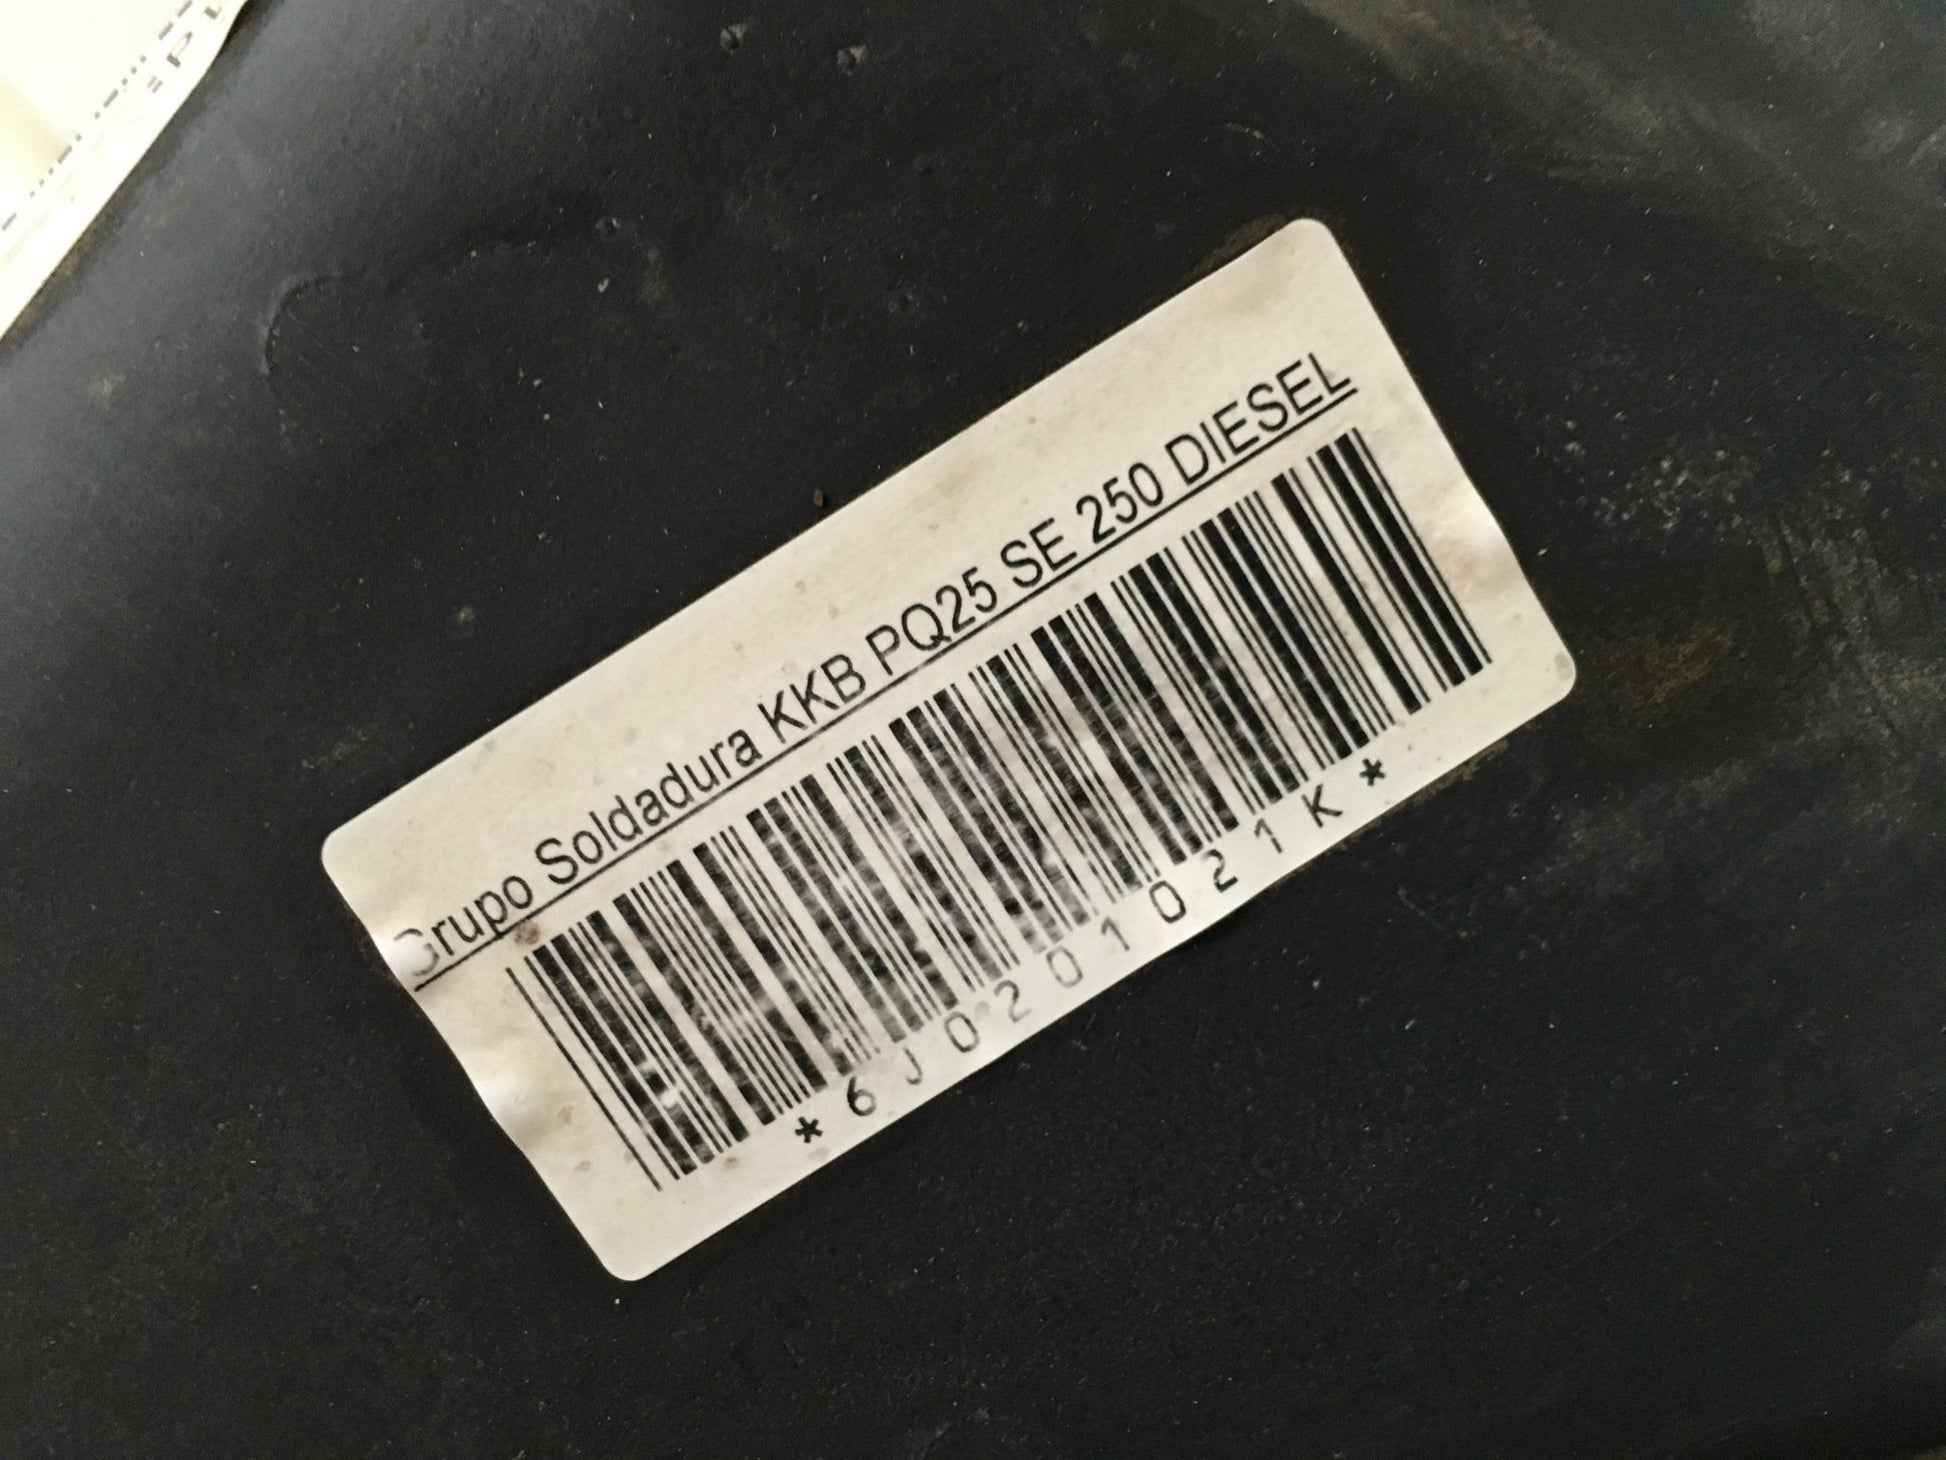 Grupo Soldadura KKB PQ25 SE 250 DIESEL
*6J0201021K*